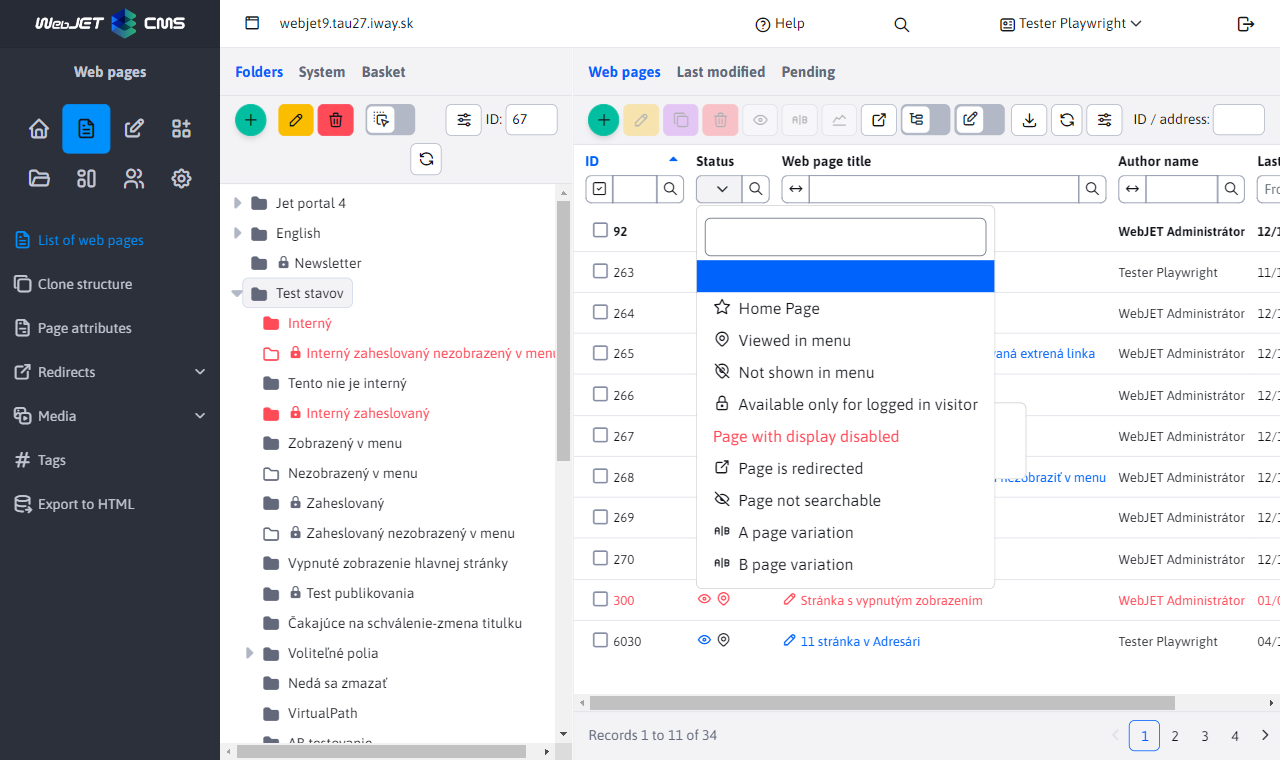 WebJET CMS
webjet9.tau27.iway.sk
Help
Tester Playwright
Web pages
Folders System Basket
Web pages Last modified Pending
ID: 67
ID / address:
ID Status Web page title Author name Last
Fro
List of web pages
Clone structure
Page attributes
Redirects
Media
Tags
Export to HTML
Jet portal 4
English
Newsletter
Test stavov
Interný
Interný zaheslovaný nezobrazený v menu
Tento nie je interný
Interný zaheslovaný
Zobrazený v menu
Nezobrazený v menu
Zaheslovaný
Zaheslovaný nezobrazený v menu
Vypnuté zobrazenie hlavnej stránky
Test publikovania
Čakajúce na schválenie-zmena titulku
Voliteľné polia
Nedá sa zmazať
VirtualPath
AB testovanie
Home Page
Viewed in menu
Not shown in menu
Available only for logged in visitor
Page with display disabled
Page is redirected
Page not searchable
A|B A page variation
A|B B page variation
92 WebJET Administrátor 12/1
263 Tester Playwright 11/1
264 WebJET Administrátor 12/1
265 vaná extrená linka WebJET Administrátor 12/1
266 WebJET Administrátor 12/1
267 WebJET Administrátor 12/1
268 nezobraziť v menu WebJET Administrátor 12/1
269 WebJET Administrátor 12/1
270 WebJET Administrátor 12/1
300 Stránka s vypnutým zobrazením WebJET Administrátor 01/0
6030 11 stránka v Adresári Tester Playwright 04/1
Records 1 to 11 of 34
1 2 3 4